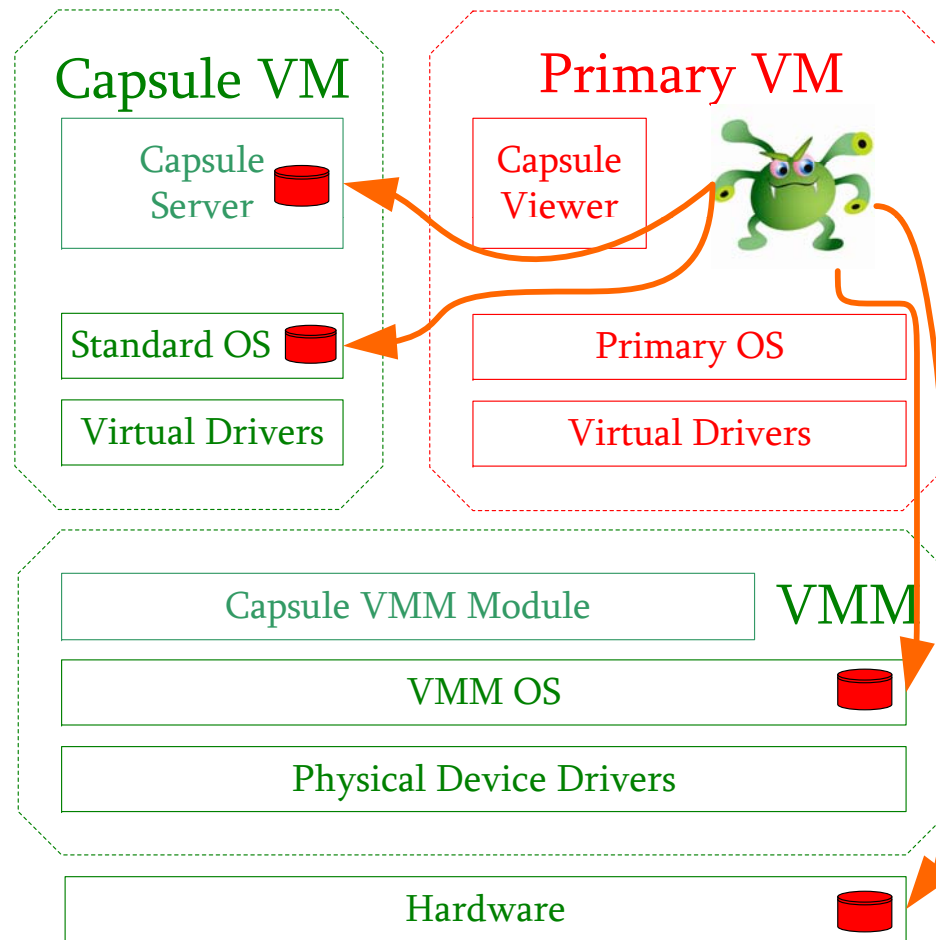 Capsule VM
Capsule
Server
Standard OS
Virtual Drivers
Primary VM
Capsule
Viewer
Primary OS
Virtual Drivers
Capsule VMM Module
VMM
VMM OS
Physical Device Drivers
Hardware